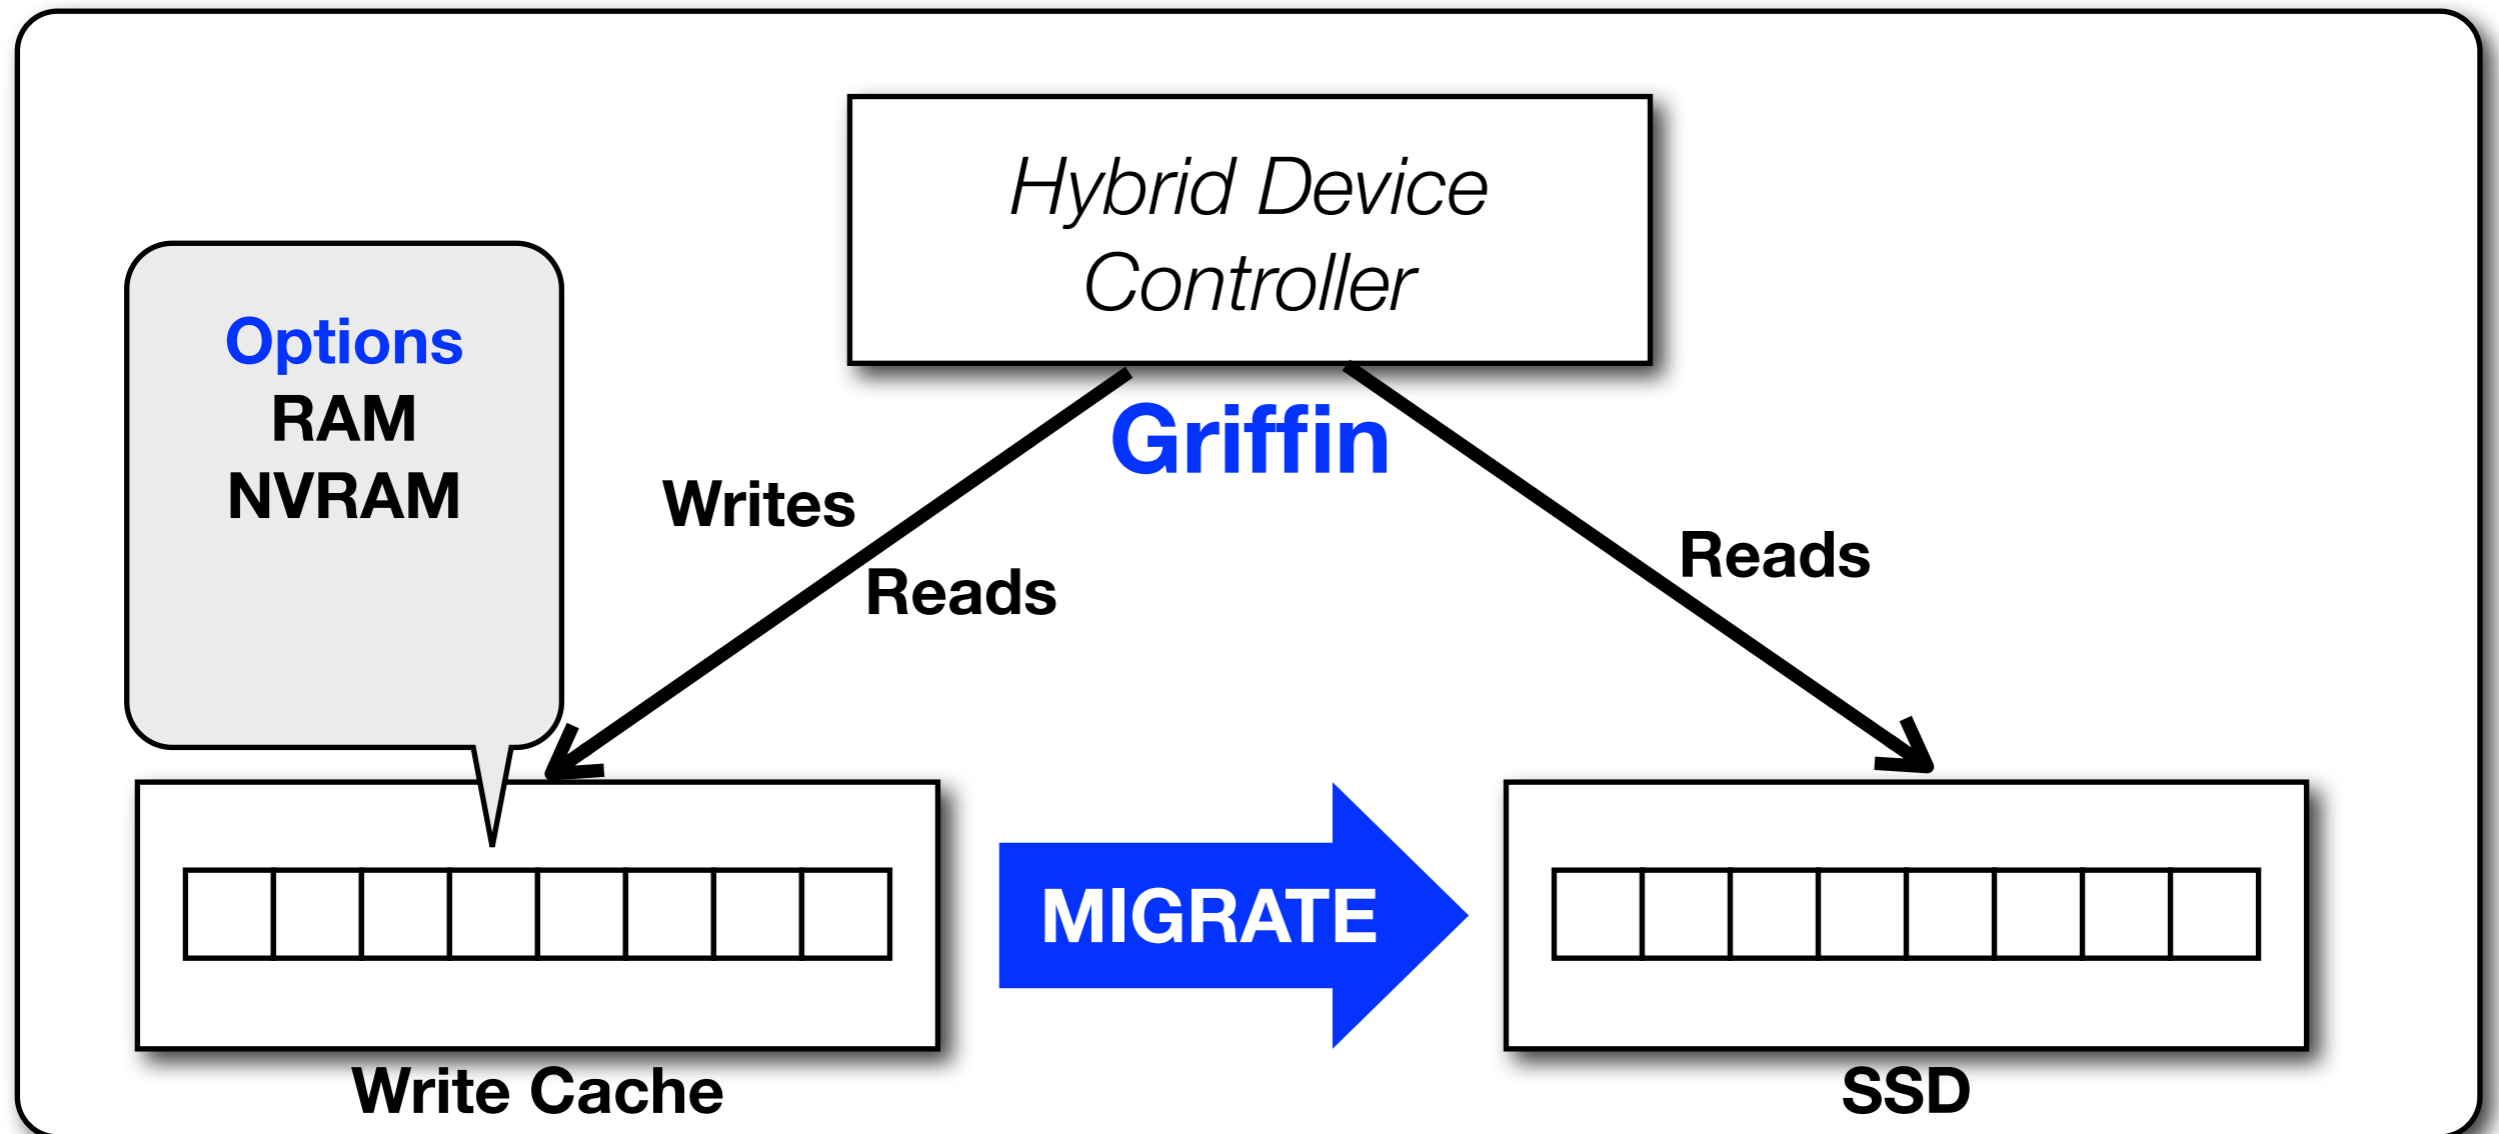 Hybrid Device
Controller
Options
RAM
NVRAM
Griffin
Writes
Reads
Reads
MIGRATE
Write Cache
SSD